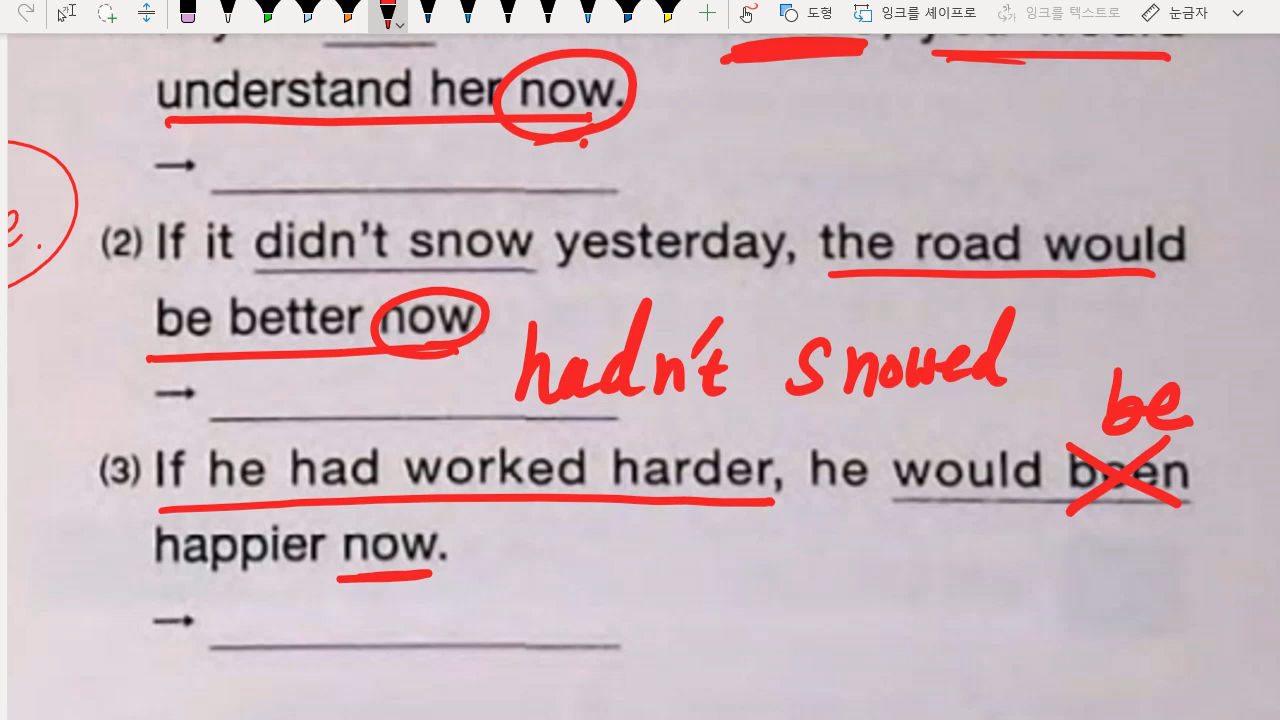 도형 잉크를 셰이프로 잉크를 텍스트로 눈금자
understand her now.
→
e.
(2) If it didn't snow yesterday, the road would
be better now
hadn't snowed
→
be
(3) If he had worked harder, he would been
happier now.
→